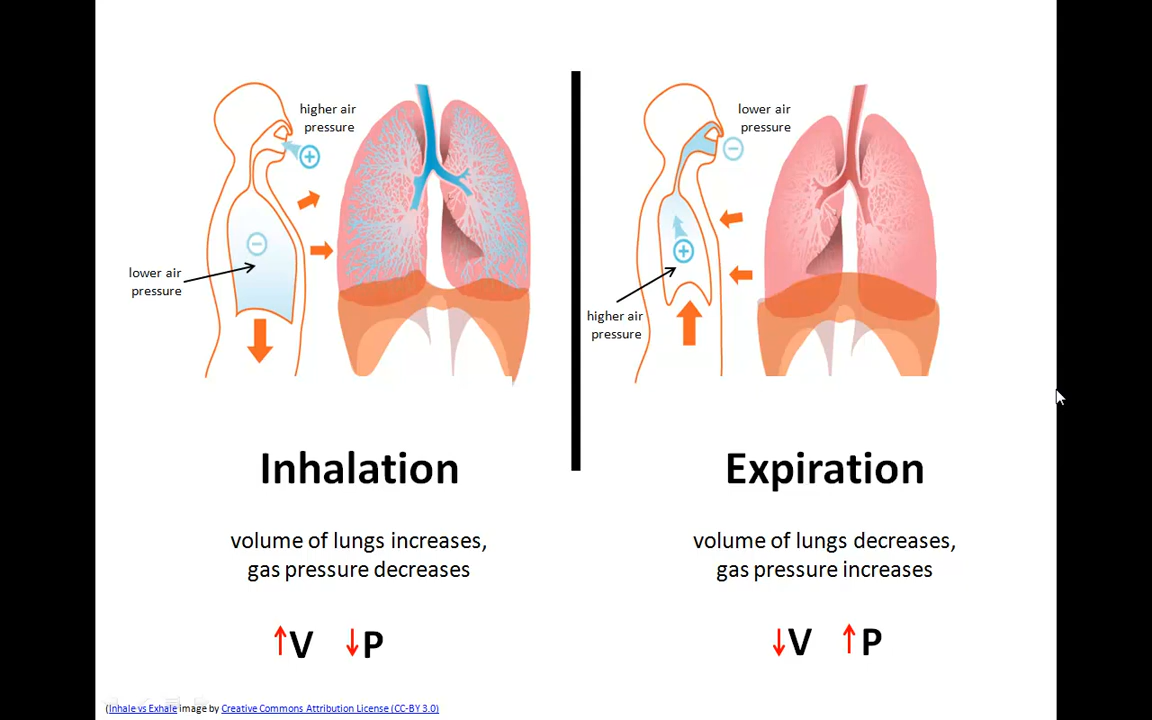 higher air
pressure
lower air
pressure
Inhalation
volume of lungs increases,
gas pressure decreases
↑V ↓P
lower air
pressure
higher air
pressure
Expiration
volume of lungs decreases,
gas pressure increases
↓V ↑P
(Inhale vs Exhale image by Creative Commons Attribution License (CC-BY 3.0)